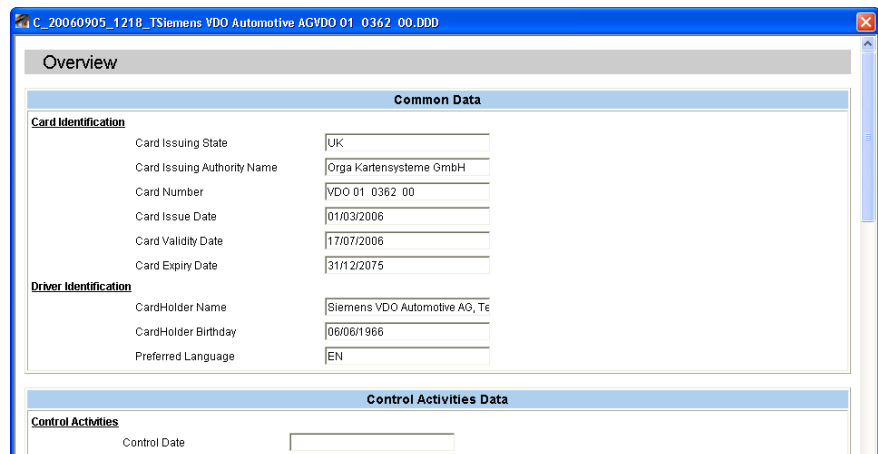 C_20060905_1218_TSiemens VDO Automotive AGVDO 01 0362 00.DDD
Overview
Common Data
Card Identification
Card Issuing State UK
Card Issuing Authority Name Orga Kartensysteme GmbH
Card Number VDO 01 0362 00
Card Issue Date 01/03/2006
Card Validity Date 17/07/2006
Card Expiry Date 31/12/2075
Driver Identification
CardHolder Name Siemens VDO Automotive AG, Te
CardHolder Birthday 06/06/1966
Preferred Language EN
Control Activities Data
Control Activities
Control Date